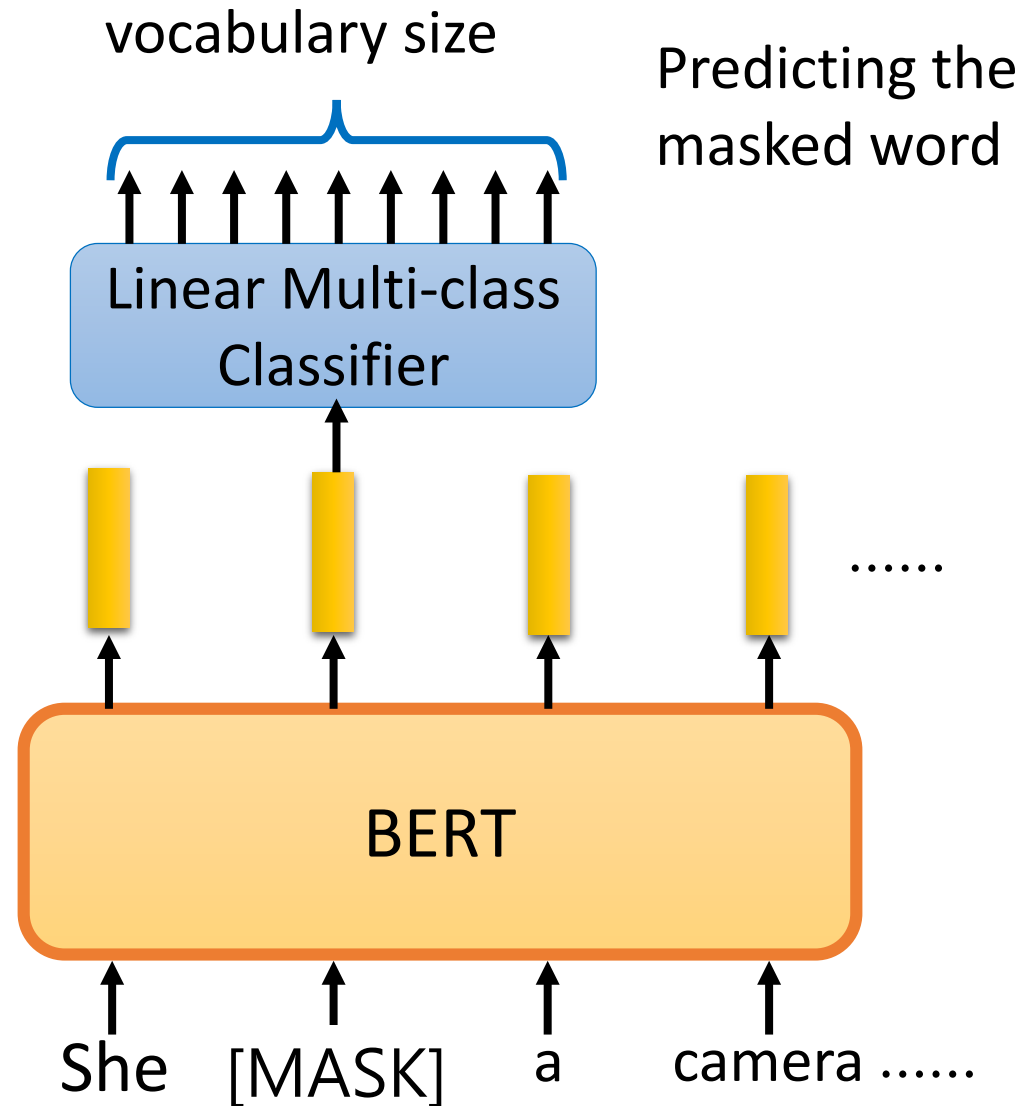 vocabulary size
Predicting the
masked word
Linear Multi-class
Classifier
......
BERT
She [MASK] a camera ......